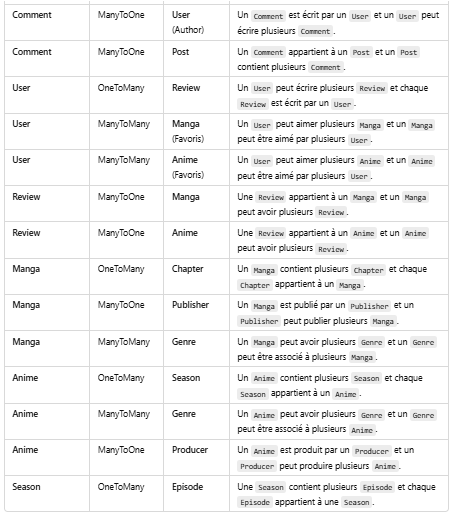 Comment ManyToOne User Un Comment est écrit par un User et un User peut
(Author) écrire plusieurs Comment.
Comment ManyToOne Post Un Comment appartient à un Post et un Post
contient plusieurs Comment.
User OneToMany Review Un User peut écrire plusieurs Review et chaque
Review est écrit par un User.
User ManyToMany Manga Un User peut aimer plusieurs Manga et un Manga
(Favoris) peut être aimé par plusieurs User.
User ManyToMany Anime Un User peut aimer plusieurs Anime et un Anime
(Favoris) peut être aimé par plusieurs User.
Review ManyToOne Manga Une Review appartient à un Manga et un Manga
peut avoir plusieurs Review.
Review ManyToOne Anime Une Review appartient à un Anime et un Anime
peut avoir plusieurs Review.
Manga OneToMany Chapter Un Manga contient plusieurs Chapter et chaque
Chapter appartient à un Manga.
Manga ManyToOne Publisher Un Manga est publié par un Publisher et un
Publisher peut publier plusieurs Manga.
Manga ManyToMany Genre Un Manga peut avoir plusieurs Genre et un Genre
peut être associé à plusieurs Manga.
Anime OneToMany Season Un Anime contient plusieurs Season et chaque
Season appartient à un Anime.
Anime ManyToMany Genre Un Anime peut avoir plusieurs Genre et un Genre
peut être associé à plusieurs Anime.
Anime ManyToOne Producer Un Anime est produit par un Producer et un
Producer peut produire plusieurs Anime.
Season OneToMany Episode Une Season contient plusieurs Episode et chaque
Episode appartient à une Season.